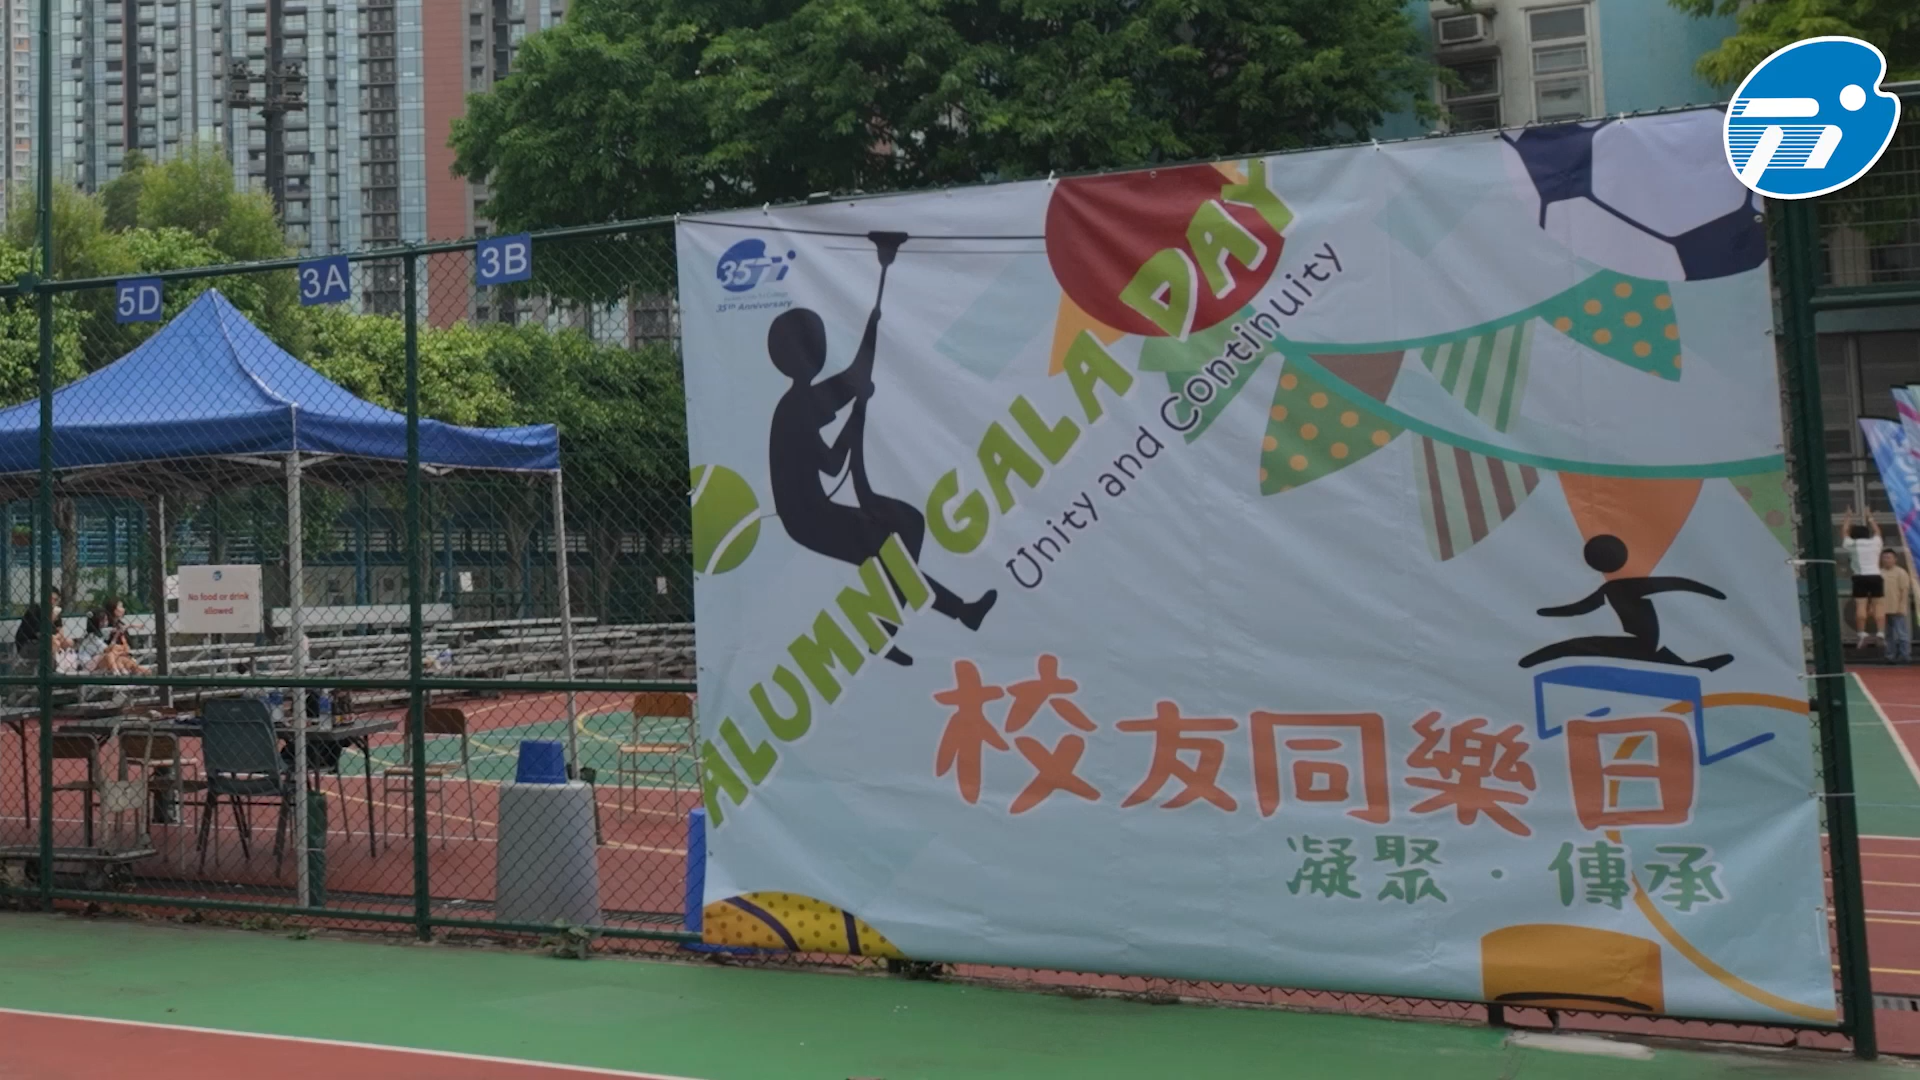 5D
3A
3B
35
35th Anniversary
ALUMNI GALA DAY
Unity and Continuity
No food or drink
allowed
校友同樂日
凝聚・傳承